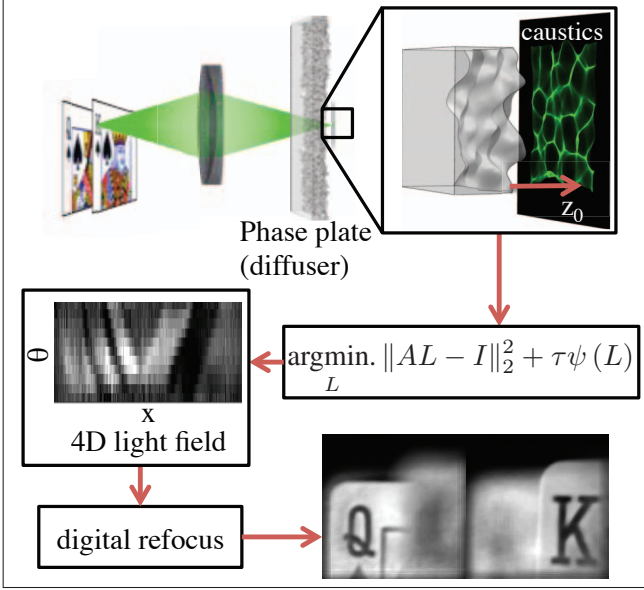 caustics
z₀
Phase plate
(diffuser)
argmin. ‖AL − I‖₂² + τψ (L)
L
θ
x
4D light field
digital refocus
Q
K